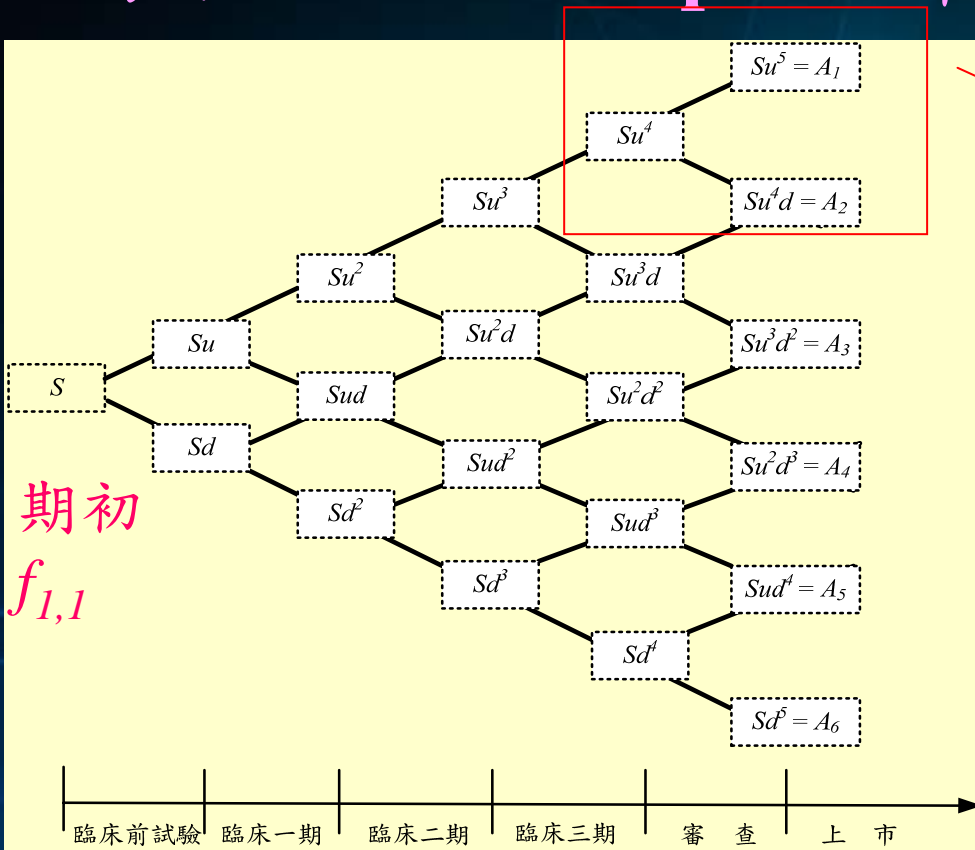 Su⁵ = A₁
Su⁴
Su³
Su⁴d = A₂
Su²
Su³d
Su
Su²d
Su³d² = A₃
S
Sud
Su²d²
Sd
Sud²
Su²d³ = A₄
期初
Sd²
Sud³
f₁,₁
Sd³
Sud⁴ = A₅
Sd⁴
Sd⁵ = A₆
臨床前試驗 臨床一期 臨床二期 臨床三期 審 查 上 市